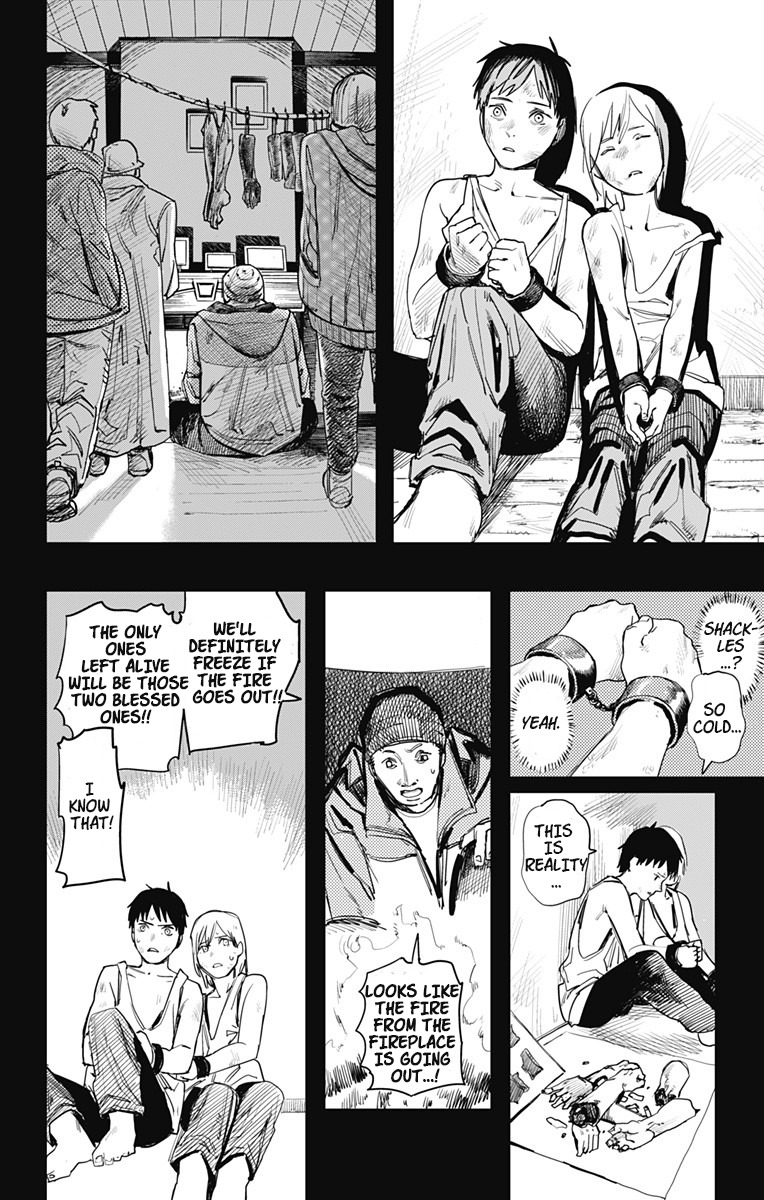 SHACK-
LES
...?
SO
COLD...
YEAH.
THIS
IS
REALITY
...
LOOKS LIKE
THE FIRE
FROM THE
FIREPLACE
IS GOING
OUT...!
WE'LL
DEFINITELY
FREEZE IF
THE FIRE
GOES OUT!!
THE ONLY
ONES
LEFT ALIVE
WILL BE THOSE
TWO BLESSED
ONES!!
I
KNOW
THAT!